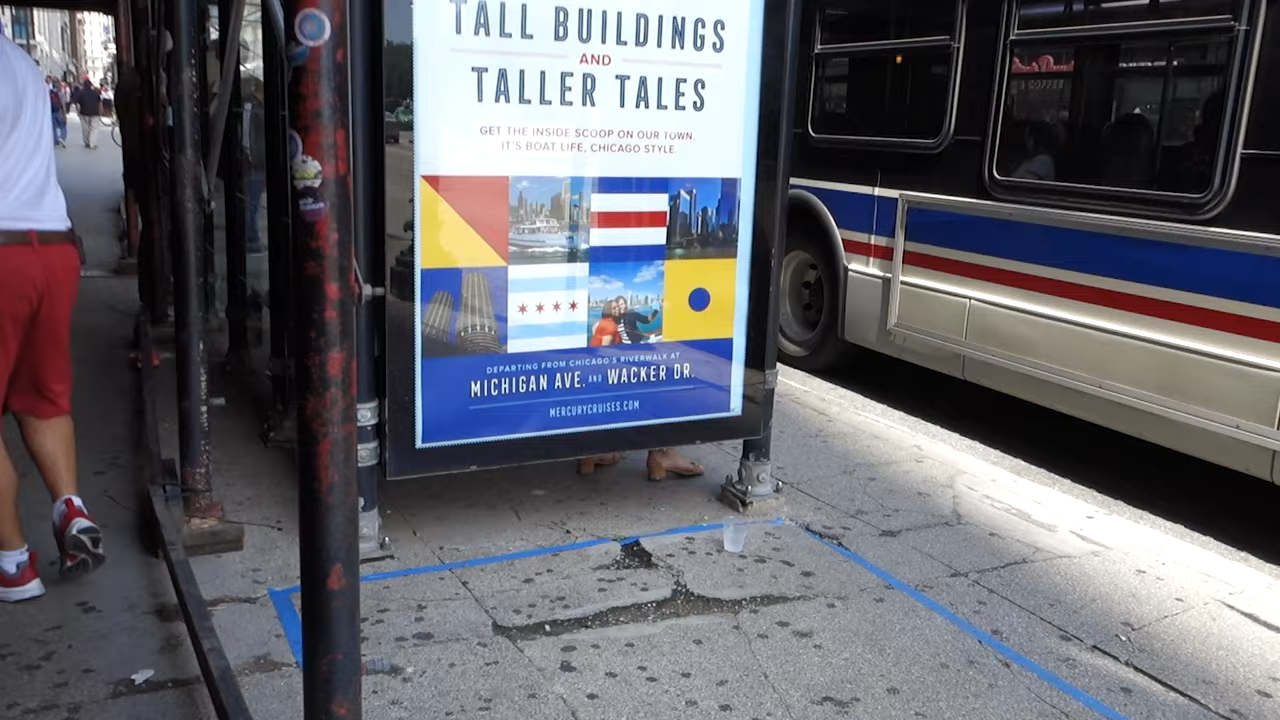 TALL BUILDINGS
AND
TALLER TALES
GET THE INSIDE SCOOP ON OUR TOWN.
IT'S BOAT LIFE, CHICAGO STYLE.
DEPARTING FROM CHICAGO'S RIVERWALK AT
MICHIGAN AVE. AND WACKER DR.
MERCURYCRUISES.COM